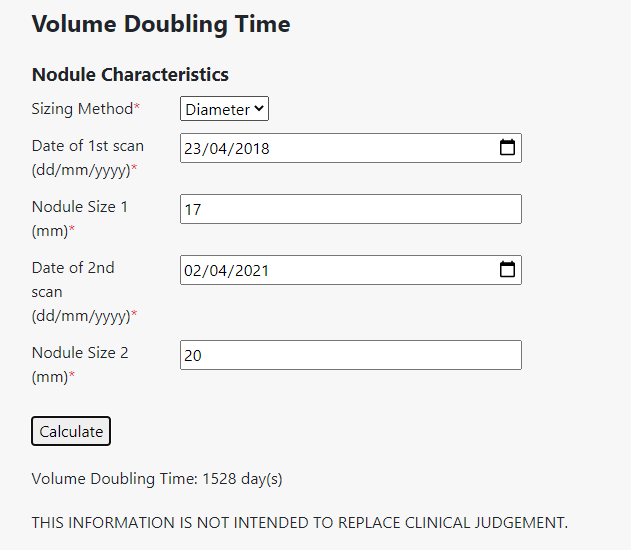 Volume Doubling Time
Nodule Characteristics
Sizing Method*
Diameter
Date of 1st scan
(dd/mm/yyyy)*
23/04/2018
Nodule Size 1
(mm)*
17
Date of 2nd
scan
(dd/mm/yyyy)*
02/04/2021
Nodule Size 2
(mm)*
20
Calculate
Volume Doubling Time: 1528 day(s)
THIS INFORMATION IS NOT INTENDED TO REPLACE CLINICAL JUDGEMENT.